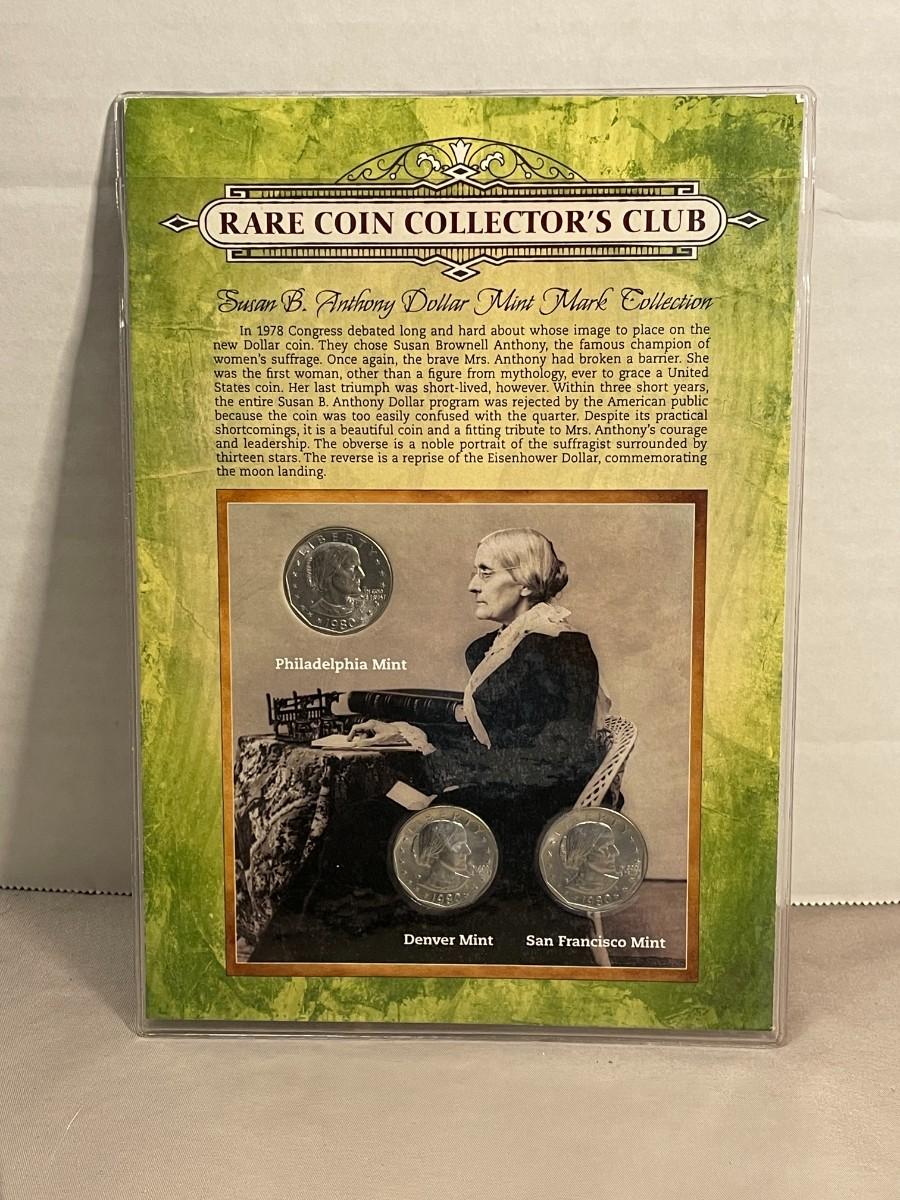 RARE COIN COLLECTOR'S CLUB
Susan B. Anthony Dollar Mint Mark Collection
In 1978 Congress debated long and hard about whose image to place on the
new Dollar coin. They chose Susan Brownell Anthony, the famous champion of
women's suffrage. Once again, the brave Mrs. Anthony had broken a barrier. She
was the first woman, other than a figure from mythology, ever to grace a United
States coin. Her last triumph was short-lived, however. Within three short years,
the entire Susan B. Anthony Dollar program was rejected by the American public
because the coin was too easily confused with the quarter. Despite its practical
shortcomings, it is a beautiful coin and a fitting tribute to Mrs. Anthony's courage
and leadership. The obverse is a noble portrait of the suffragist surrounded by
thirteen stars. The reverse is a reprise of the Eisenhower Dollar, commemorating
the moon landing.
LIBERTY
1980
Philadelphia Mint
LIBERTY
1980
LIBERTY
1980
Denver Mint
San Francisco Mint